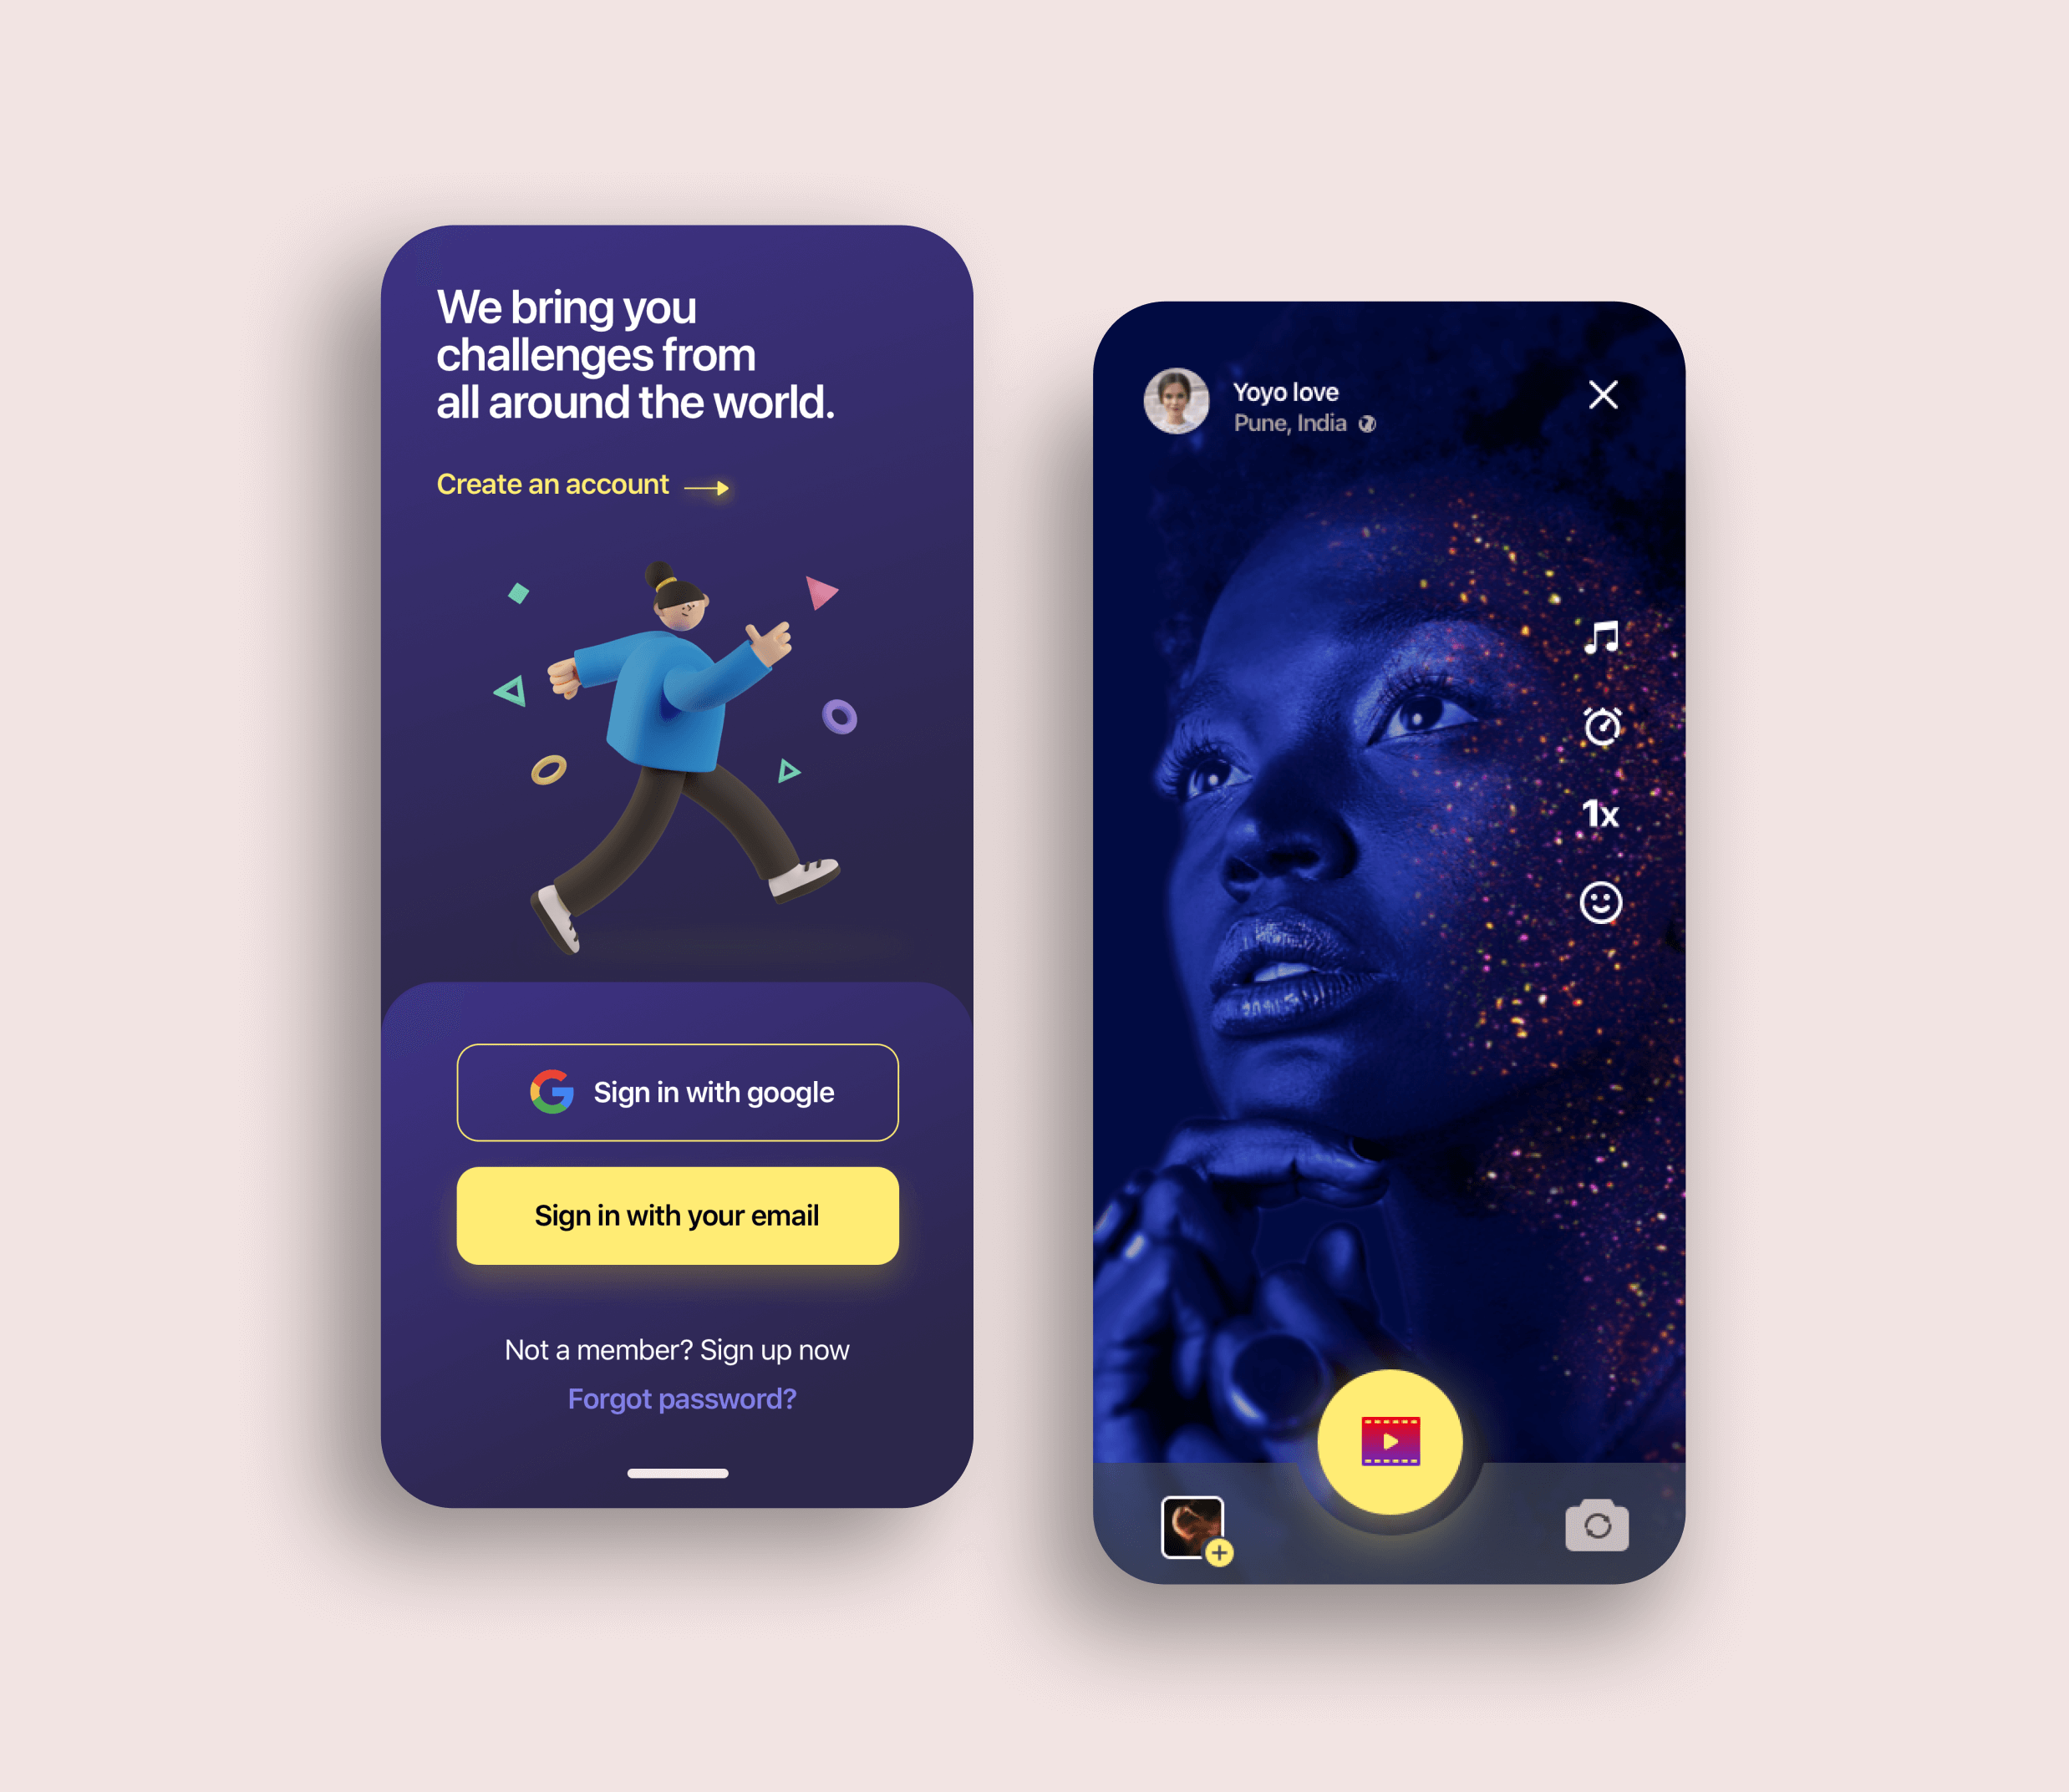 We bring you
challenges from
all around the world.
Create an account
Sign in with google
Sign in with your email
Not a member? Sign up now
Forgot password?
Yoyo love
Pune, India
1x